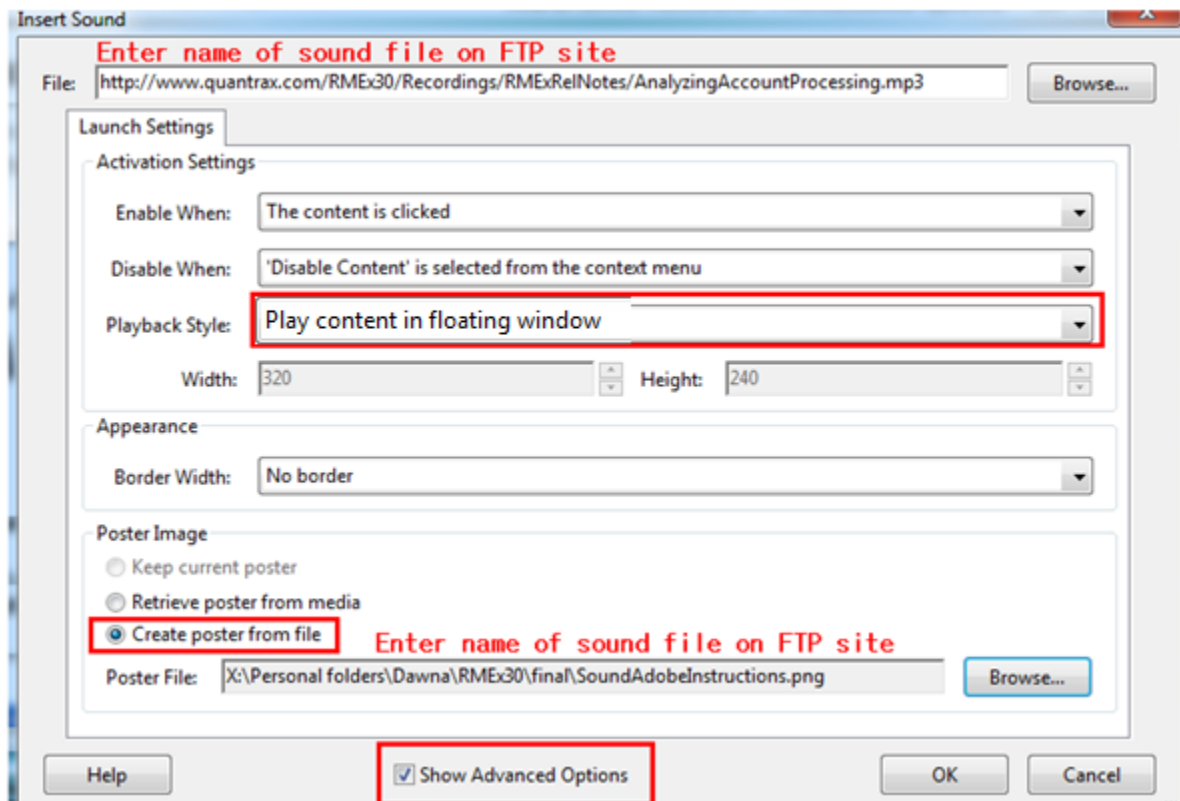 Insert Sound
Enter name of sound file on FTP site
File: http://www.quantrax.com/RMEx30/Recordings/RMExRelNotes/AnalyzingAccountProcessing.mp3 Browse...
Launch Settings
Activation Settings
Enable When: The content is clicked
Disable When: 'Disable Content' is selected from the context menu
Playback Style: Play content in floating window
Width: 320 Height: 240
Appearance
Border Width: No border
Poster Image
Keep current poster
Retrieve poster from media
Create poster from file
Enter name of sound file on FTP site
Poster File: X:\Personal folders\Dawna\RMEx30\final\SoundAdobeInstructions.png Browse...
Help Show Advanced Options OK Cancel